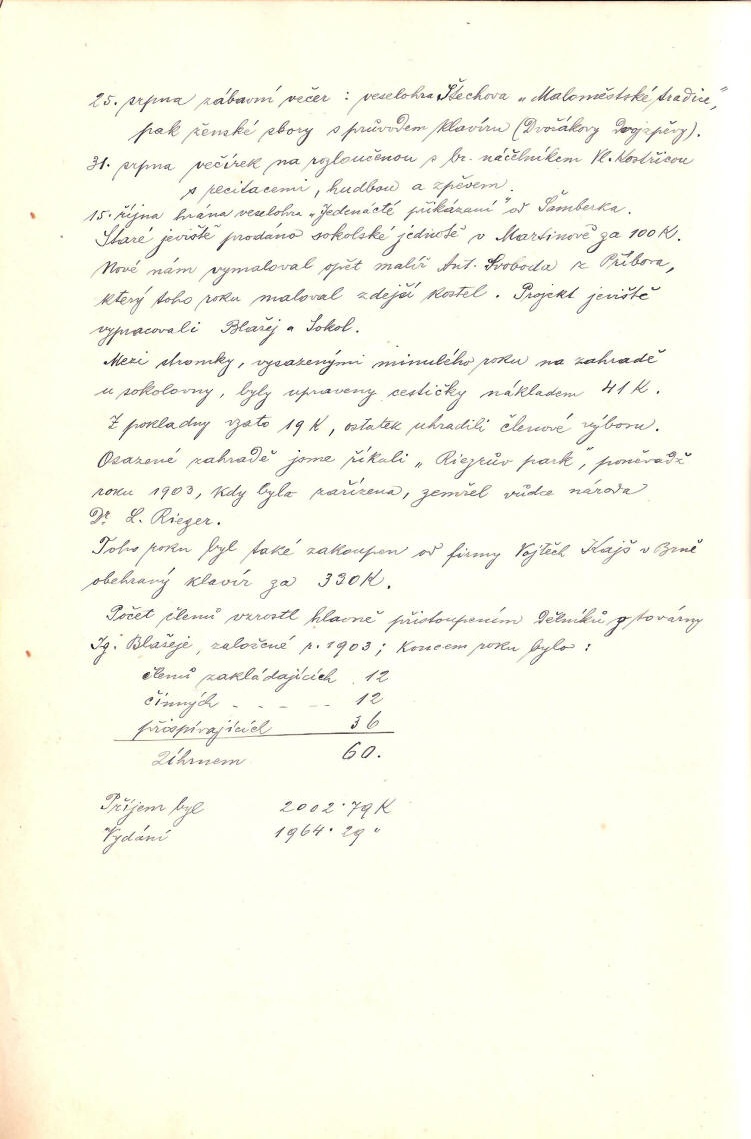 25. srpna zábavní večer : veselohra Štechova „Maloměstské tradice",
pak ženské sbory s průvodem klavíru (Dvořákovy Dvojzpěvy).
31. srpna večírek na rozloučenou s br. náčelníkem Vl. Kostřicou
s recitacemi, hudbou a zpěvem.
15. října hrána veselohra „Jedenácté přikázaní" od Šamberka.
Staré jeviště prodáno sokolské jednotě v Martinově za 100 K.
Nové nám vymaloval opět malíř Ant. Svoboda z Příbora,
který toho roku maloval zdejší kostel. Projekt jeviště
vypracovali Blažej a Sokol.
Mezi stromky, vysazenými minulého roku na zahradě
u sokolovny, byly upraveny cestičky nákladem 41 K.
Z pokladny vzato 19 K, ostatek uhradili členové výboru.
Osazené zahradě jsme říkali „Riegrův park", poněvadž
roku 1903, kdy byla zařízena, zemřel vůdce národa
Dr. L. Rieger.
Toho roku byl také zakoupen od firmy Vojtěch Kajš v Brně
obehraný klavír za 330 K.
Počet členů vzrostl hlavně přistoupením dělníků z továrny
Ig. Blažeje, založené r. 1903; koncem roku bylo :
členů zakládajících 12
činných - - - - - 12
přispívajících 36
Úhrnem 60.
Příjem byl 2002·79 K
Vydání 1964·29 "